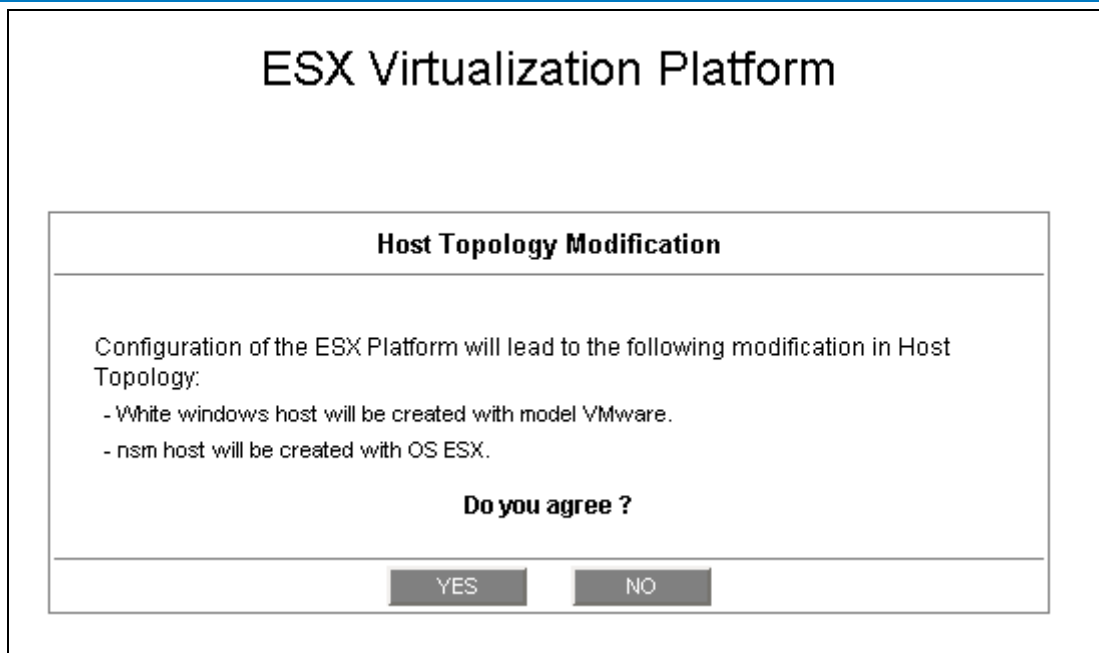 ESX Virtualization Platform
Host Topology Modification
Configuration of the ESX Platform will lead to the following modification in Host
Topology:
- White windows host will be created with model VMware.
- nsm host will be created with OS ESX.
Do you agree ?
YES NO